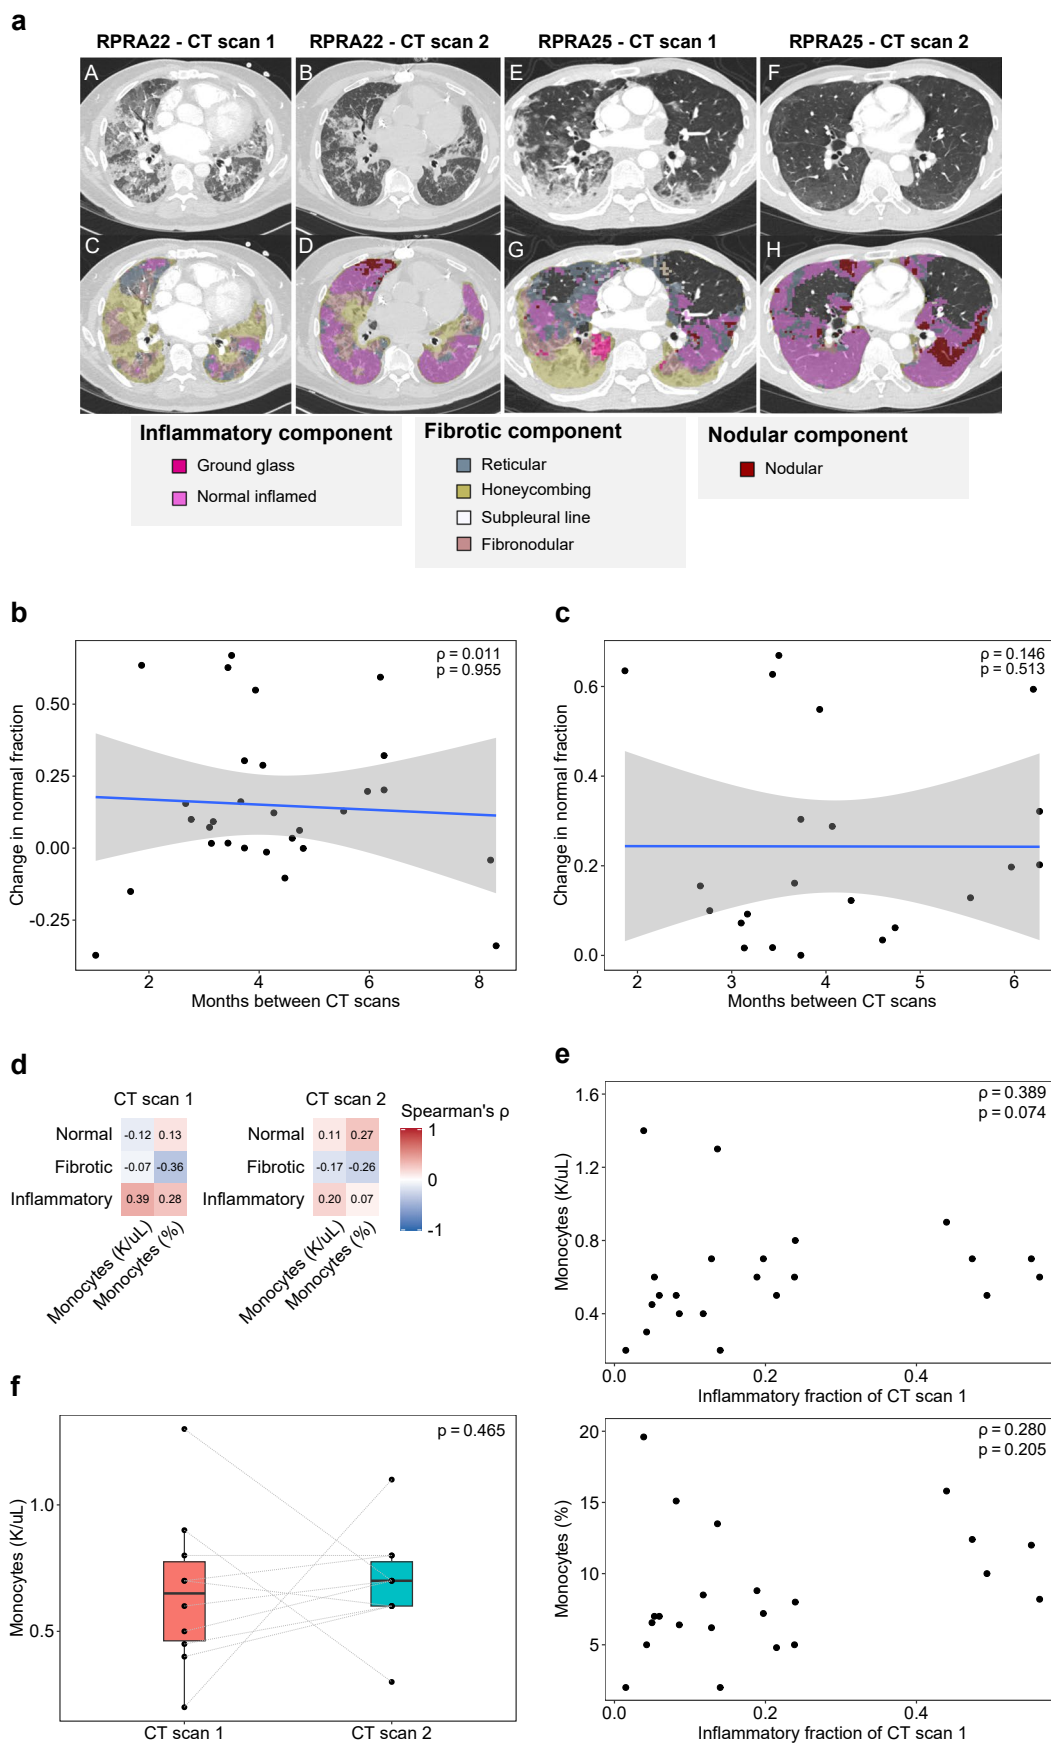 a
RPRA22 - CT scan 1
RPRA22 - CT scan 2
RPRA25 - CT scan 1
RPRA25 - CT scan 2
A
B
E
F
C
D
G
H
Inflammatory component
Ground glass
Normal inflamed
Fibrotic component
Reticular
Honeycombing
Subpleural line
Fibronodular
Nodular component
Nodular
b
ρ = 0.011
p = 0.955
Change in normal fraction
0.50
0.25
0.00
-0.25
2 4 6 8
Months between CT scans
c
ρ = 0.146
p = 0.513
Change in normal fraction
0.6
0.4
0.2
0.0
2 3 4 5 6
Months between CT scans
d
CT scan 1
Normal -0.12 0.13
Fibrotic -0.07 -0.36
Inflammatory 0.39 0.28
Monocytes (K/uL)
Monocytes (%)
CT scan 2
Normal 0.11 0.27
Fibrotic -0.17 -0.26
Inflammatory 0.20 0.07
Monocytes (K/uL)
Monocytes (%)
Spearman's ρ
1
0
-1
e
ρ = 0.389
p = 0.074
Monocytes (K/uL)
1.6
1.2
0.8
0.4
0.0 0.2 0.4
Inflammatory fraction of CT scan 1
ρ = 0.280
p = 0.205
Monocytes (%)
20
15
10
5
0.0 0.2 0.4
Inflammatory fraction of CT scan 1
f
p = 0.465
Monocytes (K/uL)
1.0
0.5
CT scan 1 CT scan 2